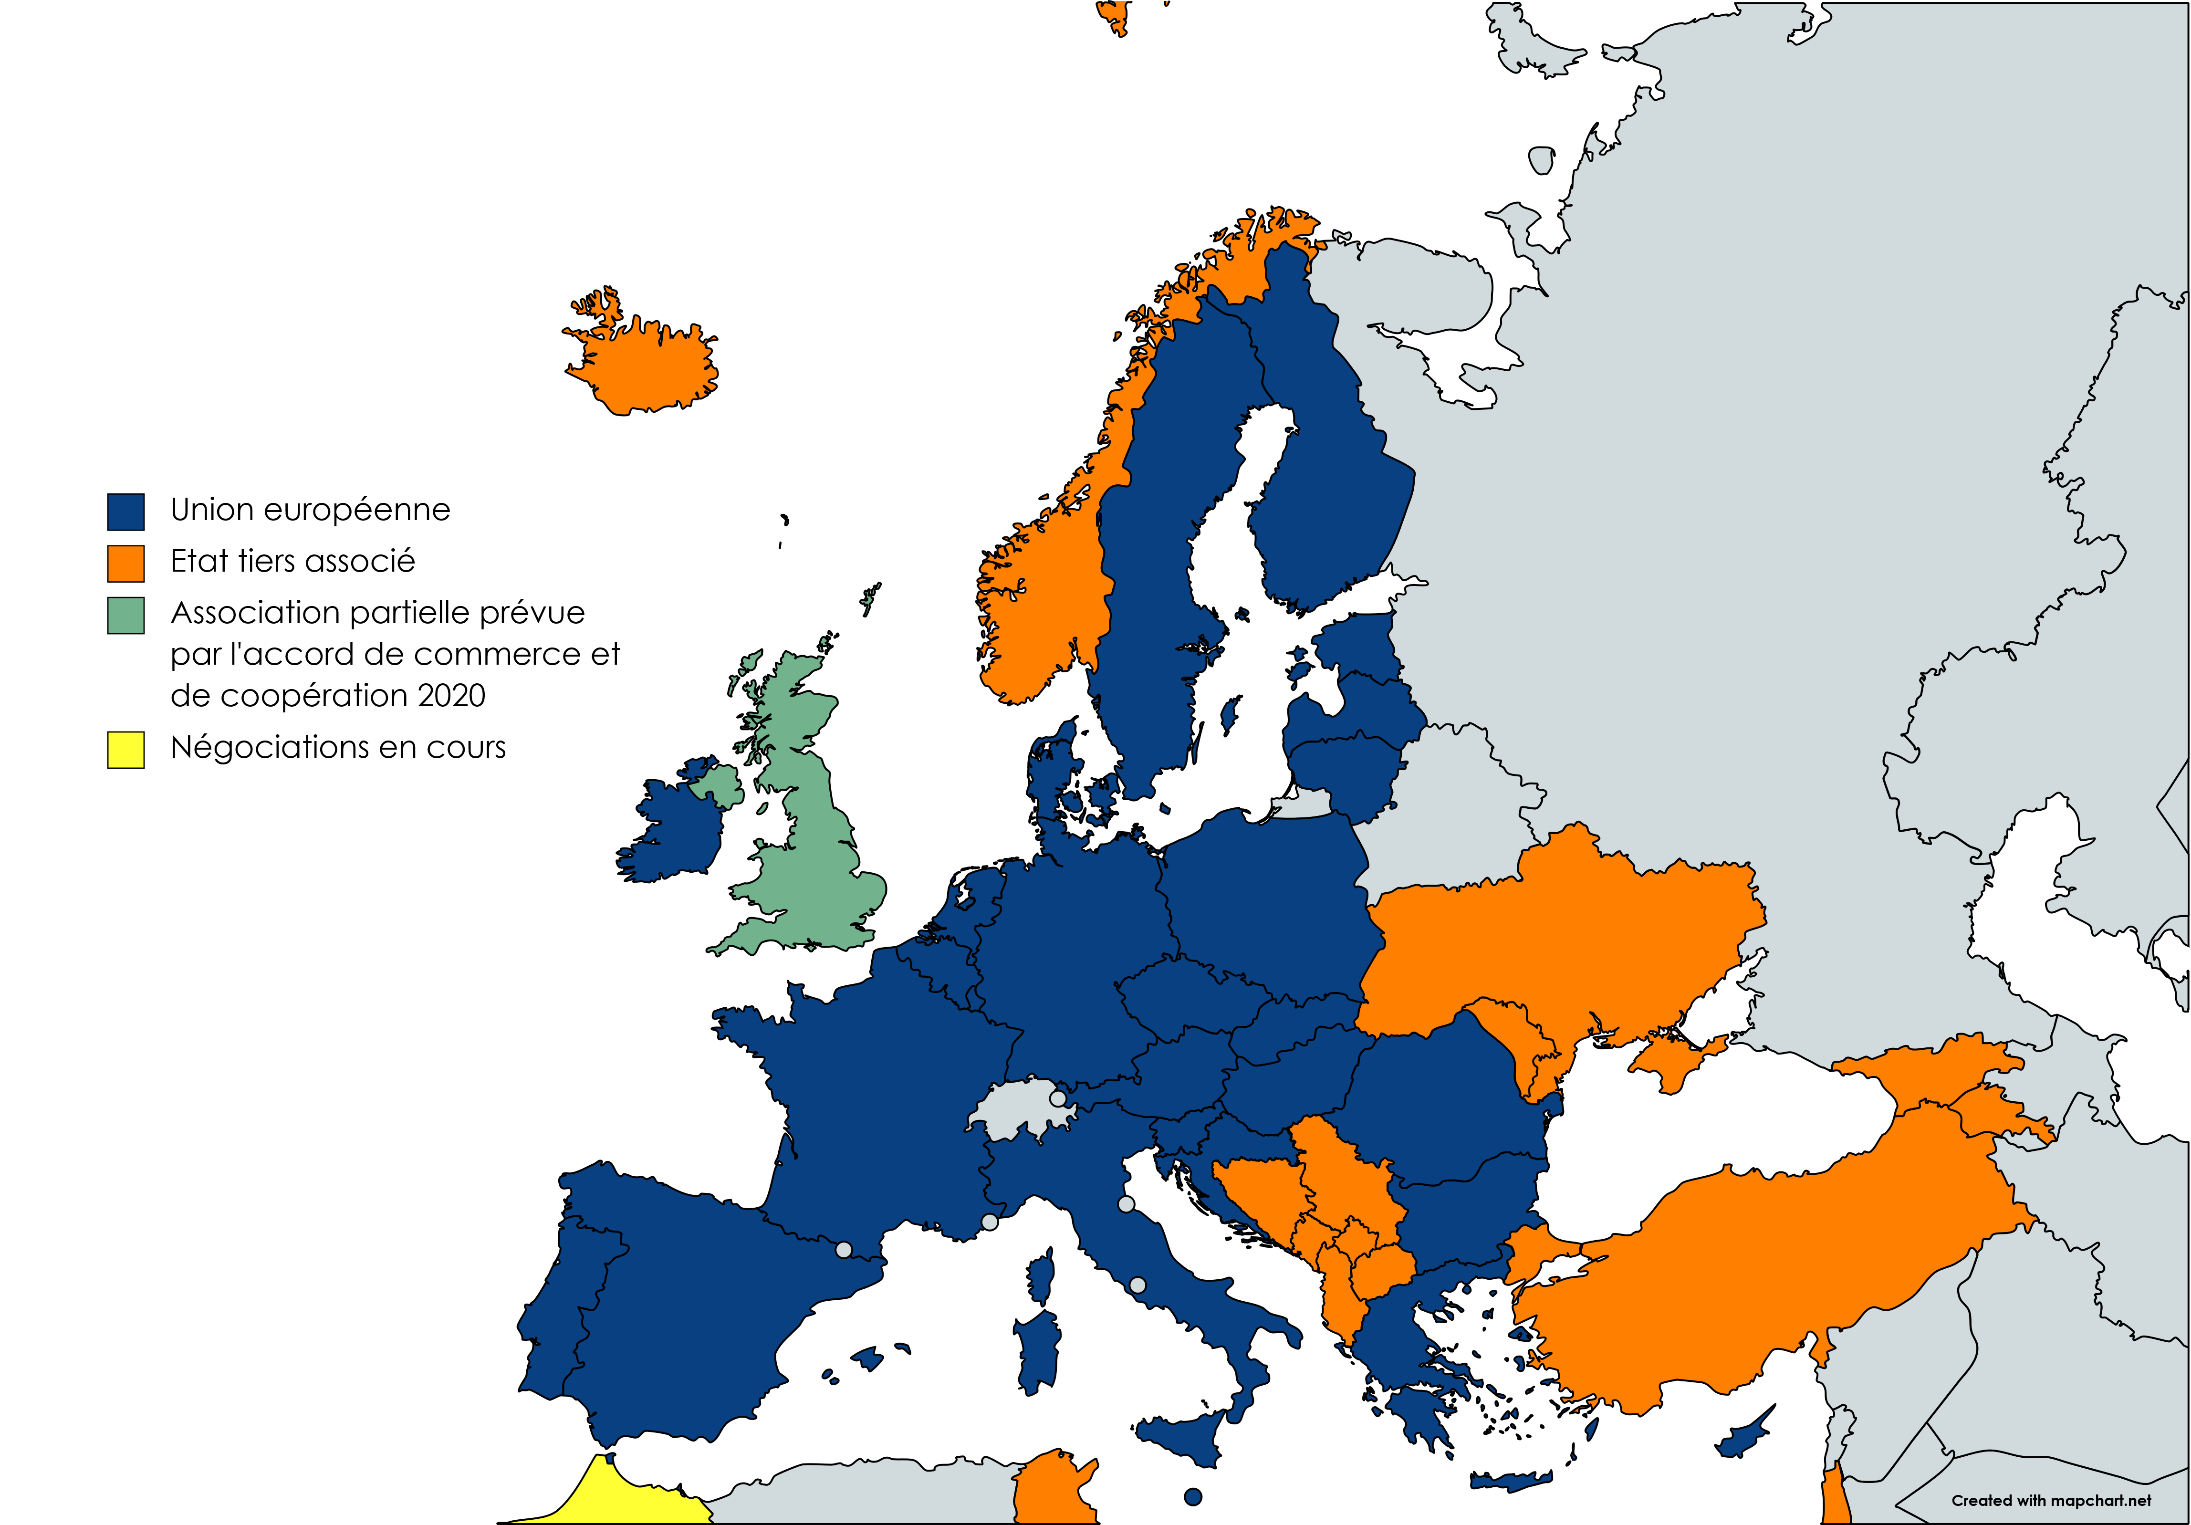 Union européenne
Etat tiers associé
Association partielle prévue
par l'accord de commerce et
de coopération 2020
Négociations en cours
Created with mapchart.net